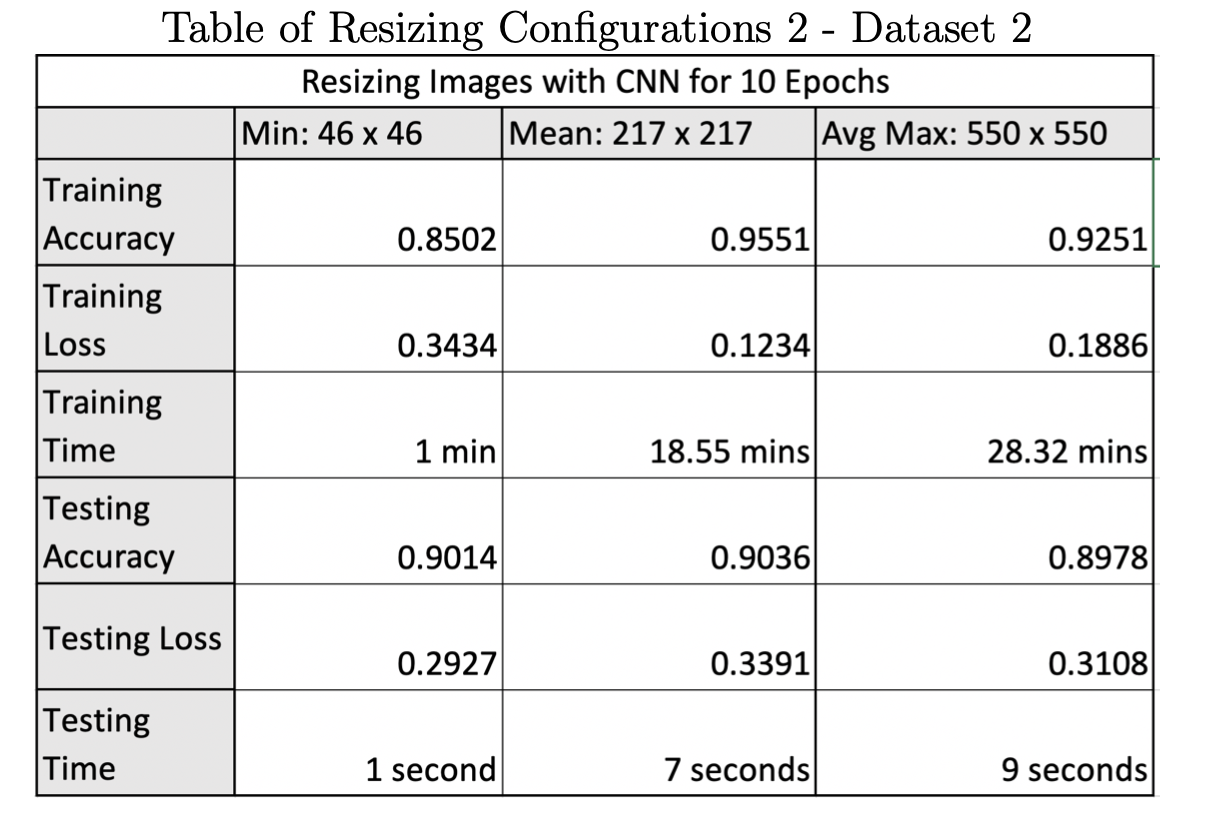 Table of Resizing Configurations 2 - Dataset 2
Resizing Images with CNN for 10 Epochs
Min: 46 x 46 Mean: 217 x 217 Avg Max: 550 x 550
Training
Accuracy 0.8502 0.9551 0.9251
Training
Loss 0.3434 0.1234 0.1886
Training
Time 1 min 18.55 mins 28.32 mins
Testing
Accuracy 0.9014 0.9036 0.8978
Testing Loss 0.2927 0.3391 0.3108
Testing
Time 1 second 7 seconds 9 seconds